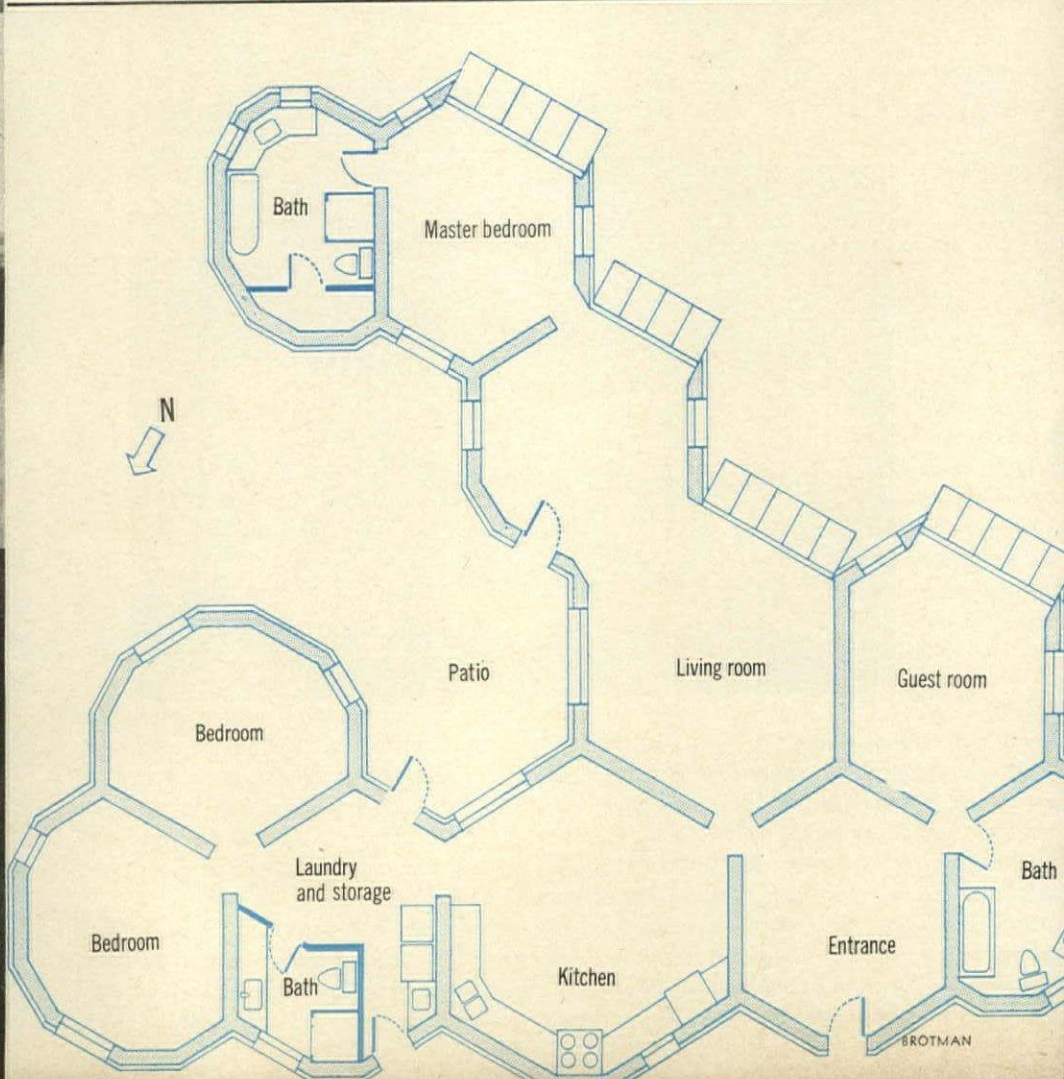 Bath
Master bedroom
N
Patio
Living room
Guest room
Bedroom
Laundry
and storage
Bath
Bedroom
Bath
Kitchen
Entrance
BROTMAN